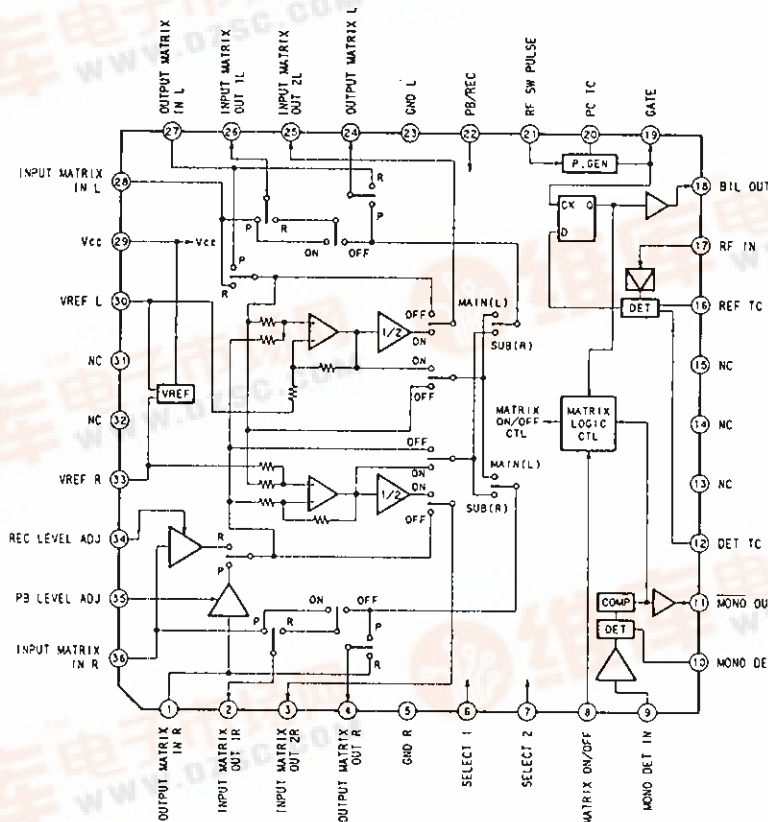 OUTPUT MATRIX
IN L
INPUT MATRIX
OUT 1L
INPUT MATRIX
OUT 2L
OUTPUT MATRIX L
GND L
PB/REC
RF SW PULSE
PC TC
GATE
27
26
25
24
23
22
21
20
19
INPUT MATRIX
IN L
28
Vcc
29
Vcc
VREF L
30
NC
31
NC
32
VREF R
33
REC LEVEL ADJ
34
PB LEVEL ADJ
35
INPUT MATRIX
IN R
36
P.GEN
CX Q
D
18
BIL OUT
17
RF IN
DET
16
REF TC
15
NC
14
NC
13
NC
12
DET TC
11
MONO OU
10
MONO DE
R
P
P
R
ON
OFF
P
R
MAIN(L)
SUB(R)
OFF
ON
1/2
ON
OFF
VREF
MATRIX
ON/OFF
CTL
MATRIX
LOGIC
CTL
OFF
ON
MAIN(L)
SUB(R)
1/2
ON
OFF
R
P
ON
OFF
P
R
P
R
COMP
DET
1
2
3
4
5
6
7
8
9
OUTPUT MATRIX
IN R
INPUT MATRIX
OUT 1R
INPUT MATRIX
OUT 2R
OUTPUT MATRIX
OUT R
GND R
SELECT 1
SELECT 2
MATRIX ON/OFF
MONO DET IN
WWW.DZSC.COM